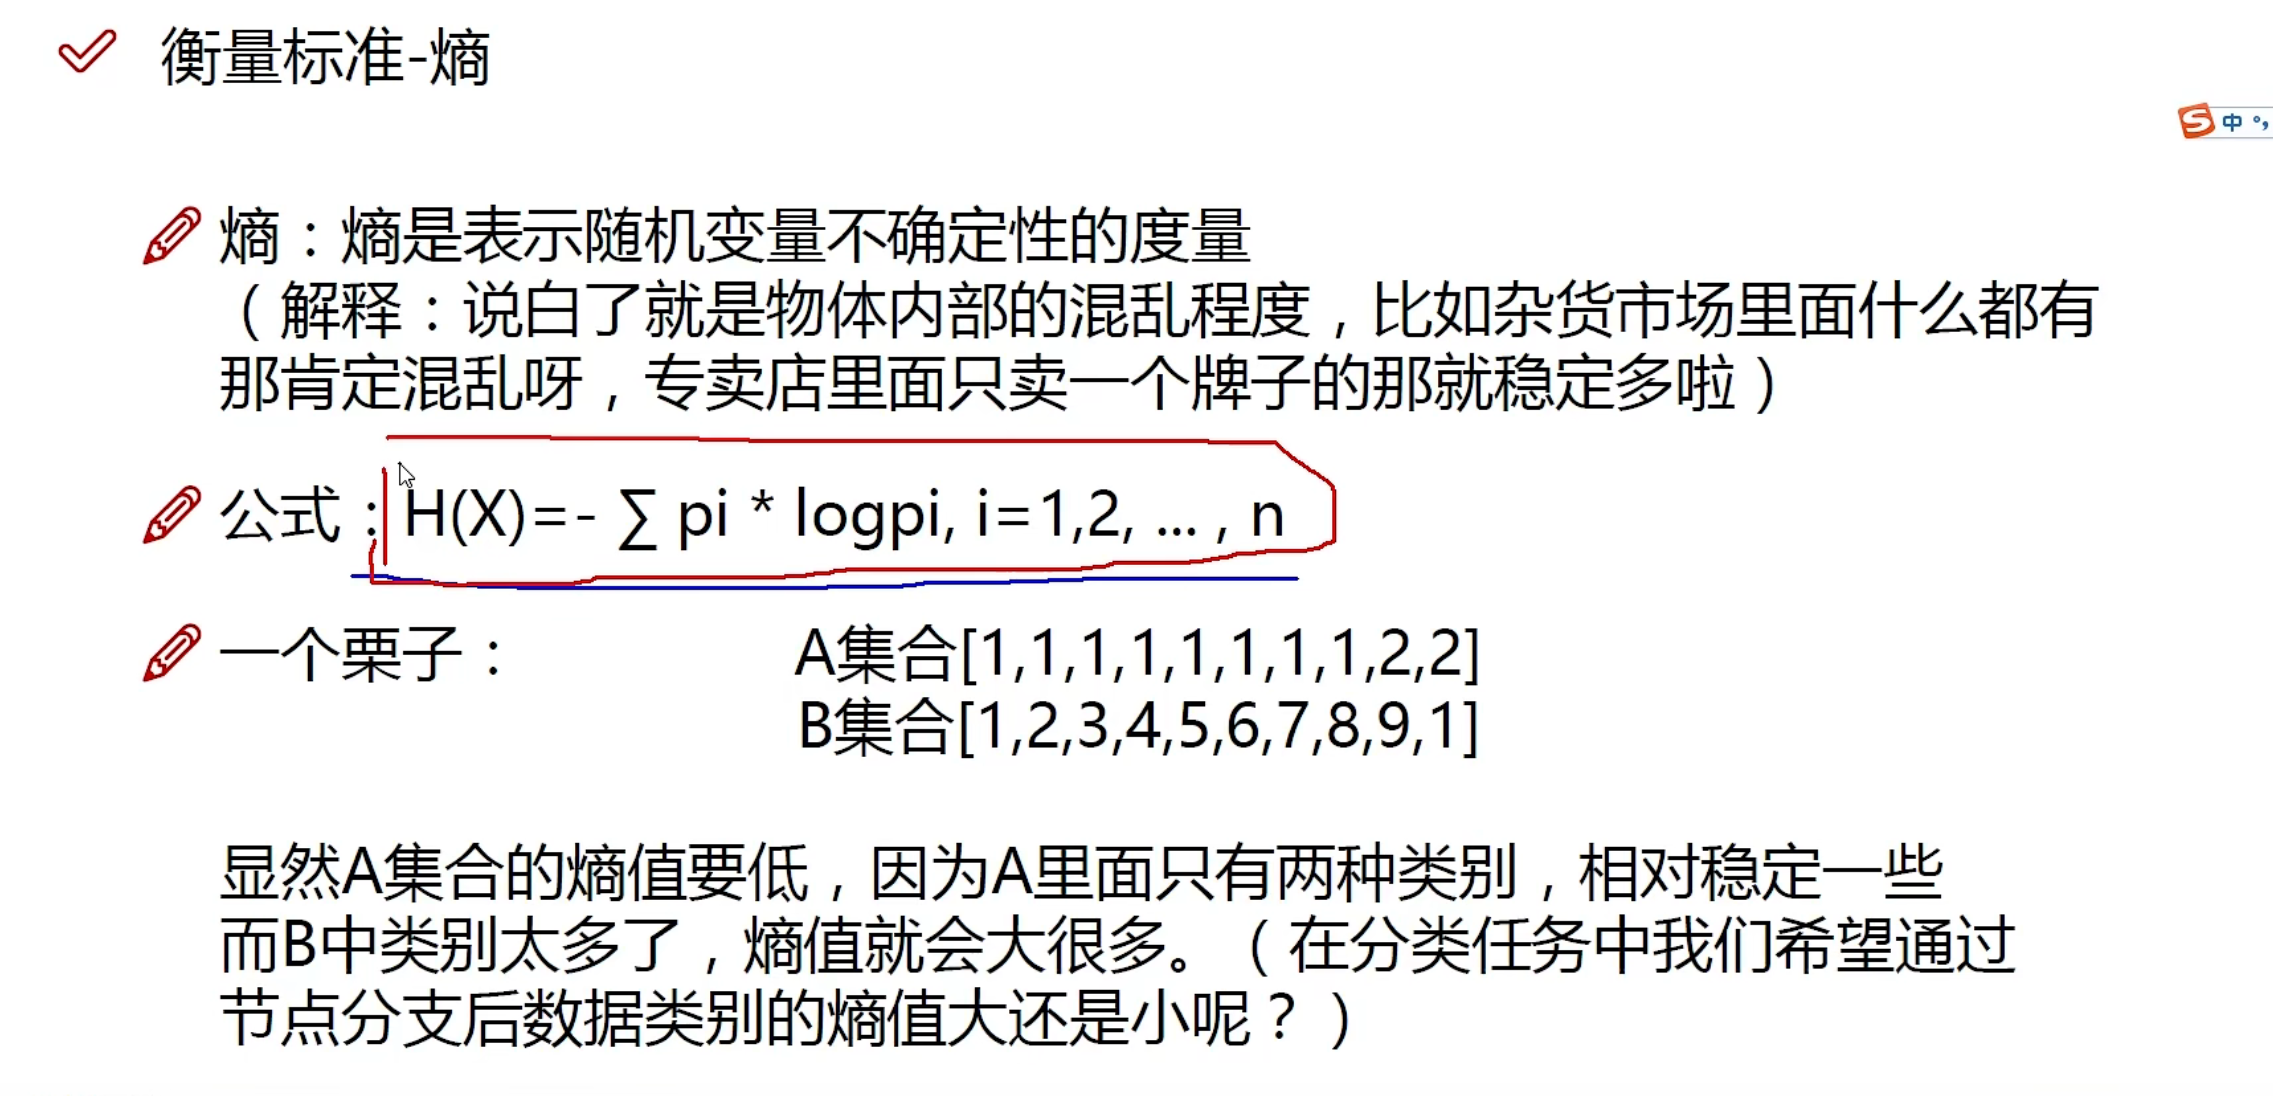 衡量标准-熵
S 中 °,
熵：熵是表示随机变量不确定性的度量
（解释：说白了就是物体内部的混乱程度，比如杂货市场里面什么都有
那肯定混乱呀，专卖店里面只卖一个牌子的那就稳定多啦）
公式：H(X)=- ∑ pi * logpi, i=1,2, ... , n
一个栗子：
A集合[1,1,1,1,1,1,1,1,2,2]
B集合[1,2,3,4,5,6,7,8,9,1]
显然A集合的熵值要低，因为A里面只有两种类别，相对稳定一些
而B中类别太多了，熵值就会大很多。（在分类任务中我们希望通过
节点分支后数据类别的熵值大还是小呢？）